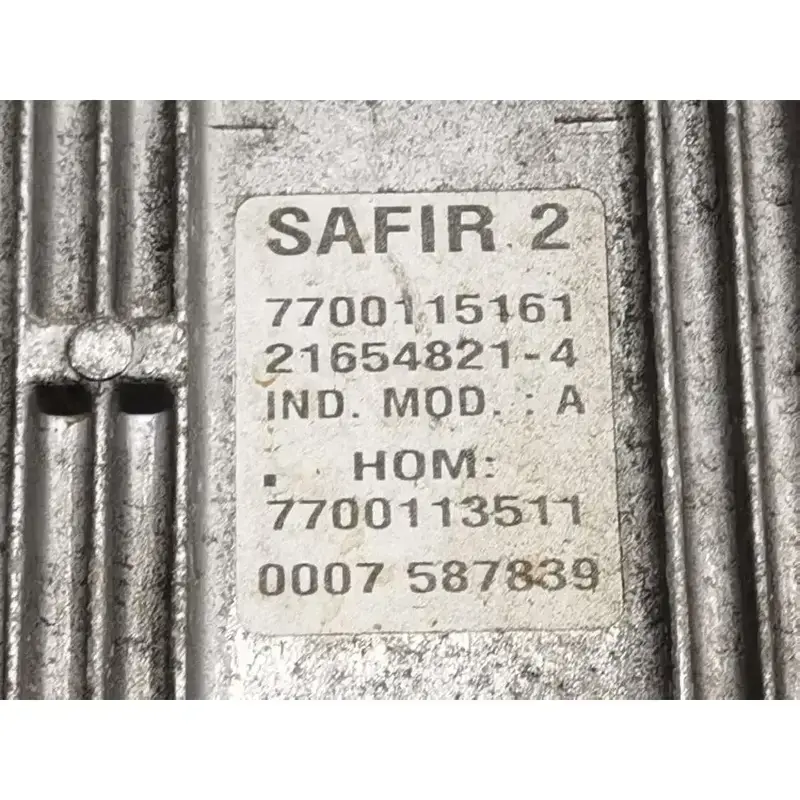 SAFIR 2
7700115161
21654821-4
IND. MOD. : A
. HOM:
7700113511
0007 587839